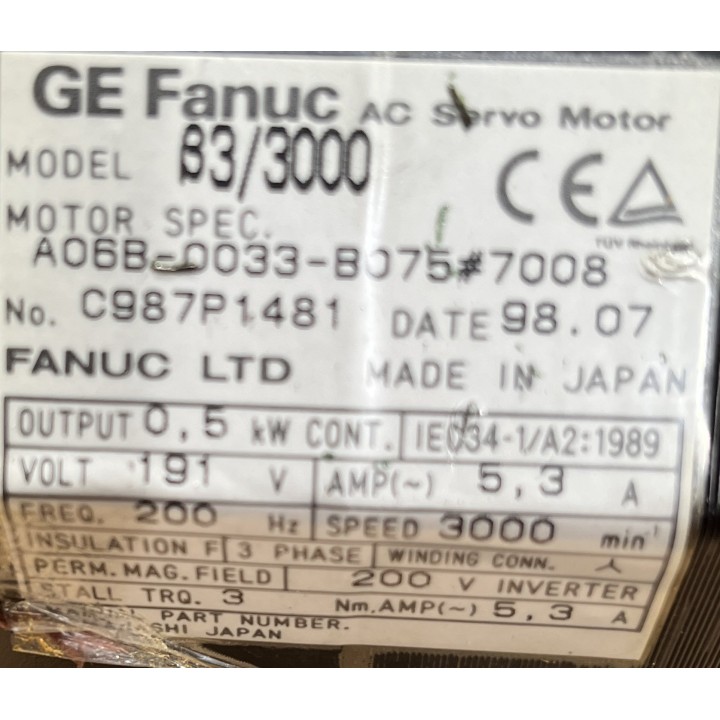 GE Fanuc AC Servo Motor
MODEL β3/3000
MOTOR SPEC.
A06B-0033-B075#7008
No. C987P1481 DATE 98.07
FANUC LTD MADE IN JAPAN
OUTPUT 0,5 kW CONT. IEC34-1/A2:1989
VOLT 191 V AMP(~) 5,3 A
FREQ. 200 Hz SPEED 3000 min⁻¹
INSULATION F 3 PHASE WINDING CONN. 人
PERM. MAG. FIELD 200 V INVERTER
STALL TRQ. 3 Nm. AMP(~) 5,3 A
PART NUMBER.
JAPAN